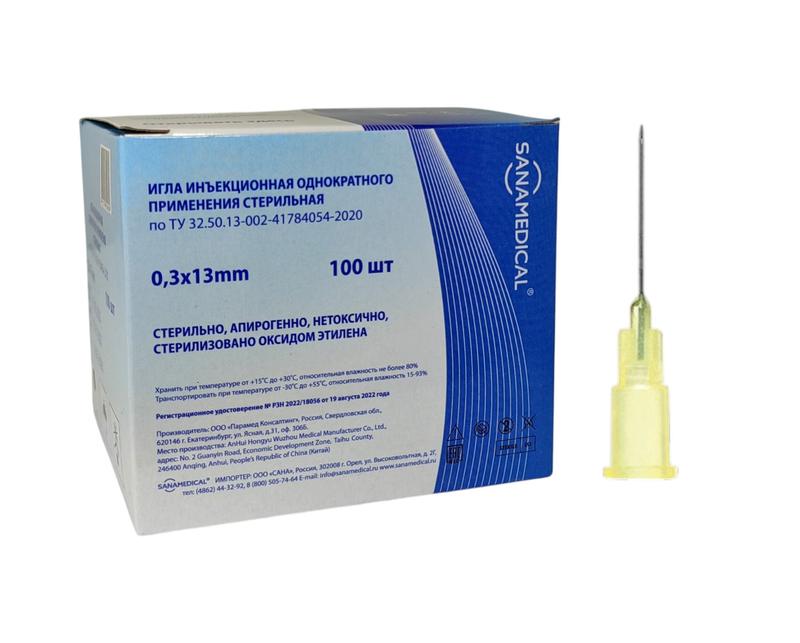 ИГЛА ИНЪЕКЦИОННАЯ ОДНОКРАТНОГО
ПРИМЕНЕНИЯ СТЕРИЛЬНАЯ
по ТУ 32.50.13-002-41784054-2020
0,3x13mm
100 шт
СТЕРИЛЬНО, АПИРОГЕННО, НЕТОКСИЧНО,
СТЕРИЛИЗОВАНО ОКСИДОМ ЭТИЛЕНА
Хранить при температуре от +15°С до +30°С, относительная влажность не более 80%
Транспортировать при температуре от -30°С до +55°С, относительная влажность 15-93%
Регистрационное удостоверение № РЗН 2022/18056 от 19 августа 2022 года
Производитель: ООО «Парамед Консалтинг», Россия, Свердловская обл.,
620146 г. Екатеринбург, ул. Ясная, д.31, оф. 306Б.
Место производства: AnHui Hongyu Wuzhou Medical Manufacturer Co., Ltd.,
Адрес: No. 2 Guanyin Road, Economic Development Zone, Taihu County,
246400 Anqing, Anhui, People's Republic of China (Китай)
SANAMEDICAL® ИМПОРТЕР: ООО «САНА», Россия, 302008 г. Орел, ул. Высоковольтная, д. 2Г,
тел: (4862) 44-32-92, 8 (800) 505-74-64 E-mail: info@sanamedical.ru www.sanamedical.ru
SANAMEDICAL®
STERILE EO
EAC
100 шт